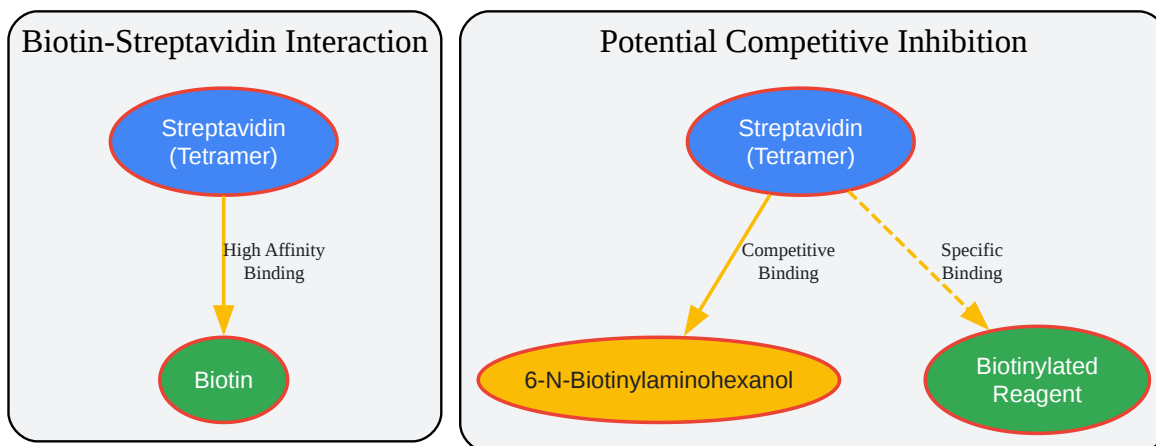 Biotin-Streptavidin Interaction
Streptavidin
(Tetramer)
High Affinity
Binding
Biotin
Potential Competitive Inhibition
Streptavidin
(Tetramer)
Competitive
Binding
Specific
Binding
6-N-Biotinylaminohexanol
Biotinylated
Reagent